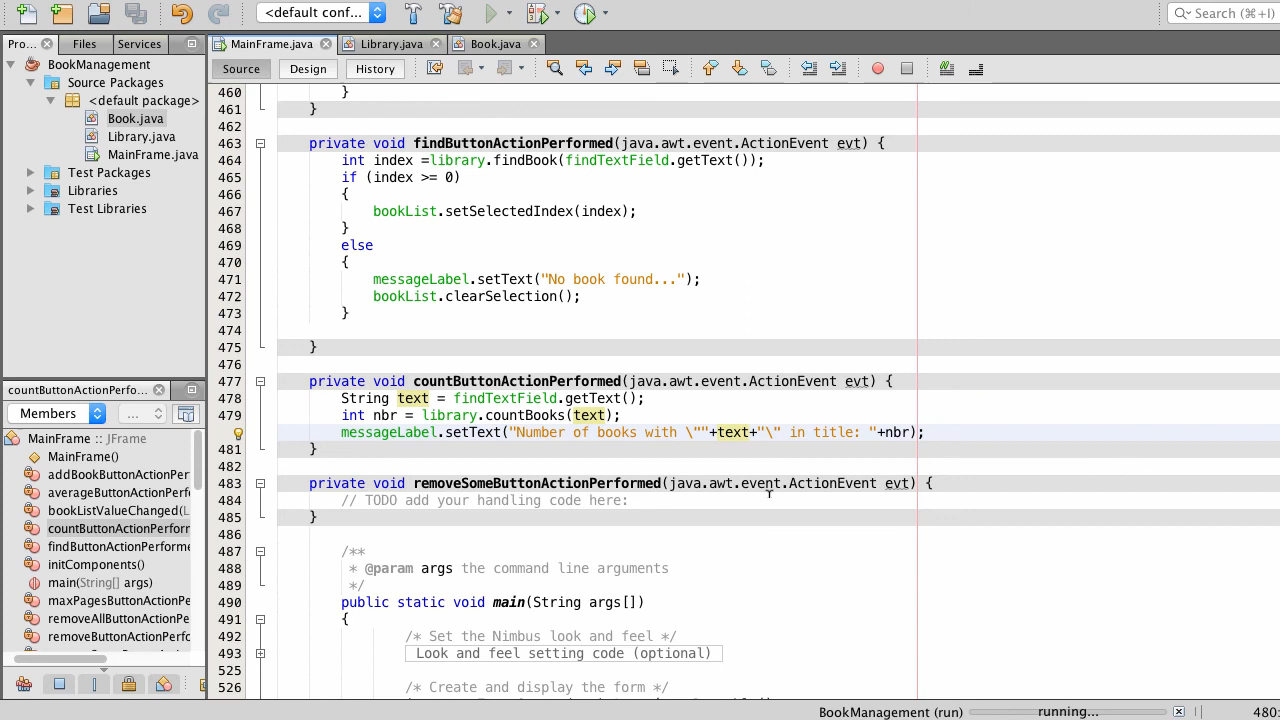 <default conf...
Search (⌘+I)
Pro...
Files
Services
MainFrame.java
Library.java
Book.java
Source
Design
History
BookManagement
Source Packages
<default package>
Book.java
Library.java
MainFrame.java
Test Packages
Libraries
Test Libraries
460 }
461 }
462
463 private void findButtonActionPerformed(java.awt.event.ActionEvent evt) {
464 int index =library.findBook(findTextField.getText());
465 if (index >= 0)
466 {
467 bookList.setSelectedIndex(index);
468 }
469 else
470 {
471 messageLabel.setText("No book found...");
472 bookList.clearSelection();
473 }
474
475 }
476
477 private void countButtonActionPerformed(java.awt.event.ActionEvent evt) {
478 String text = findTextField.getText();
479 int nbr = library.countBooks(text);
messageLabel.setText("Number of books with \""+text+"\" in title: "+nbr);
481 }
482
483 private void removeSomeButtonActionPerformed(java.awt.event.ActionEvent evt) {
484 // TODO add your handling code here:
485 }
486
487 /**
488 * @param args the command line arguments
489 */
490 public static void main(String args[])
491 {
492 /* Set the Nimbus look and feel */
493 Look and feel setting code (optional)
525
526 /* Create and display the form */
countButtonActionPerfo...
Members
...
MainFrame :: JFrame
MainFrame()
addBookButtonActionPer
averageButtonActionPerf
bookListValueChanged(L
countButtonActionPerforn
findButtonActionPerforme
initComponents()
main(String[] args)
maxPagesButtonActionPe
removeAllButtonActionPe
removeButtonActionPerfo
BookManagement (run)
running...
480: